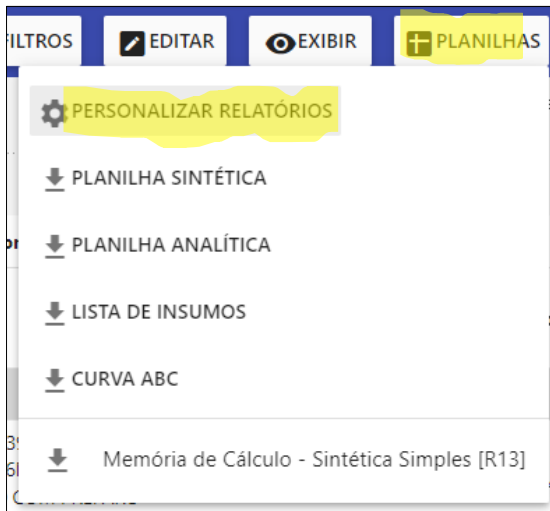 FILTROS EDITAR EXIBIR PLANILHAS
PERSONALIZAR RELATÓRIOS
PLANILHA SINTÉTICA
PLANILHA ANALÍTICA
LISTA DE INSUMOS
CURVA ABC
Memória de Cálculo - Sintética Simples [R13]